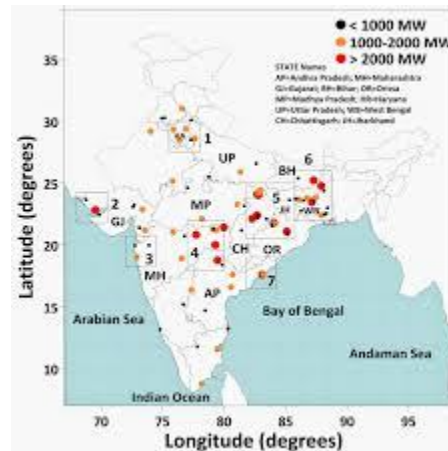 < 1000 MW
1000-2000 MW
> 2000 MW
STATE Names
AP=Andhra Pradesh, MH=Maharashtra
GJ=Gujarat, BH=Bihar, OR=Orissa
MP=Madhya Pradesh, HR=Haryana
UP=Uttar Pradesh, WB=West Bengal
CH=Chhattisgarh, JH=Jharkhand
35
30
25
20
15
10
Latitude (degrees)
1
UP
6
BH
2
GJ
MP
5
JH
WB
3
MH
4
CH
OR
AP
7
Arabian Sea
Bay of Bengal
Andaman Sea
Indian Ocean
70 75 80 85 90 95
Longitude (degrees)